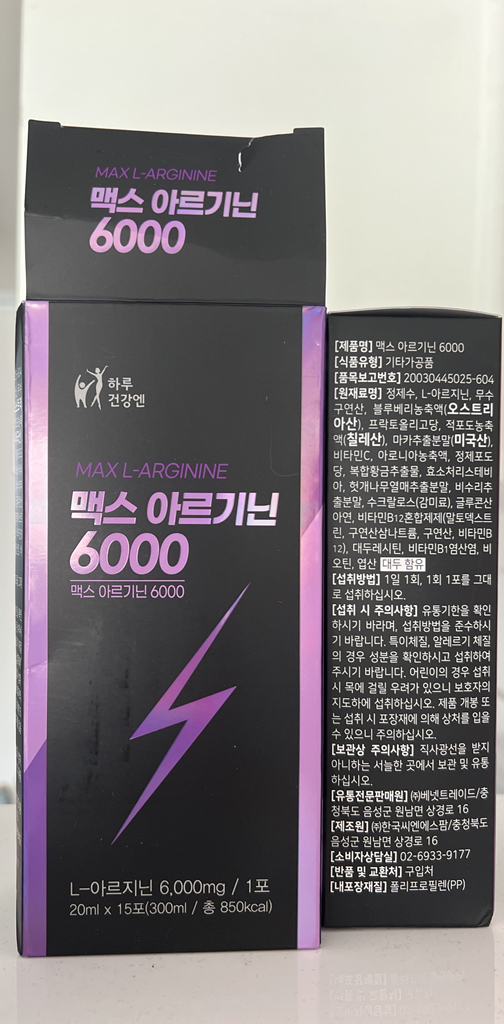 MAX L-ARGININE
맥스 아르기닌
6000
하루
건강엔
MAX L-ARGININE
맥스 아르기닌
6000
맥스 아르기닌 6000
L-아르지닌 6,000mg / 1포
20ml x 15포(300ml / 총 850kcal)
[제품명] 맥스 아르기닌 6000
[식품유형] 기타가공품
[품목보고번호] 20030445025-604
[원재료명] 정제수, L-아르지닌, 무수
구연산, 블루베리농축액(오스트리
아산), 프락토올리고당, 적포도농축
액(칠레산), 마카추출분말(미국산),
비타민C, 아로니아농축액, 정제포도
당, 복합황금추출물, 효소처리스테비
아, 헛개나무열매추출분말, 비수리추
출분말, 수크랄로스(감미료), 글루콘산
아연, 비타민B12혼합제제(말토덱스트
린, 구연산삼나트륨, 구연산, 비타민B
12), 대두레시틴, 비타민B1염산염, 비
오틴, 엽산 대두 함유
[섭취방법] 1일 1회, 1회 1포를 그대
로 섭취하십시오.
[섭취 시 주의사항] 유통기한을 확인
하시기 바라며, 섭취방법을 준수하시
기 바랍니다. 특이체질, 알레르기 체질
의 경우 성분을 확인하시고 섭취하여
주시기 바랍니다. 어린이의 경우 섭취
시 목에 걸릴 우려가 있으니 보호자의
지도하에 섭취하십시오. 제품 개봉 또
는 섭취 시 포장재에 의해 상처를 입을
수 있으니 주의하십시오.
[보관상 주의사항] 직사광선을 받지
아니하는 서늘한 곳에서 보관 및 유통
하십시오.
[유통전문판매원] ㈜베넷트레이드/충
청북도 음성군 원남면 상경로 16
[제조원] ㈜한국씨엔에스팜/충청북도
음성군 원남면 상경로 16
[소비자상담실] 02-6933-9177
[반품 및 교환처] 구입처
[내포장재질] 폴리프로필렌(PP)